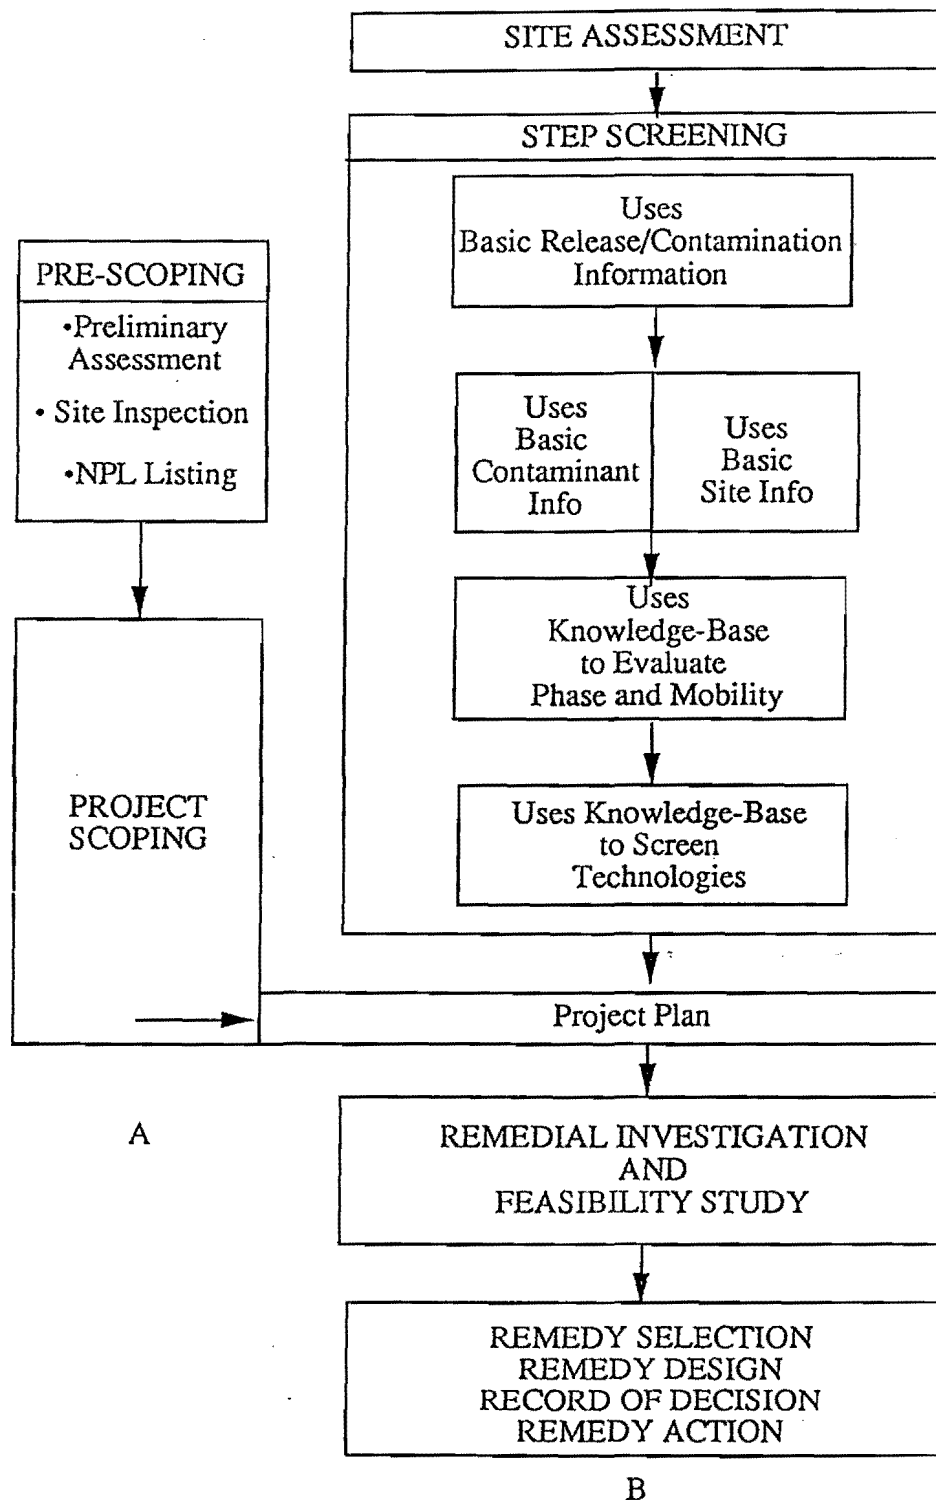 SITE ASSESSMENT
STEP SCREENING
Uses
Basic Release/Contamination
Information
Uses
Basic
Contaminant
Info
Uses
Basic
Site Info
Uses
Knowledge-Base
to Evaluate
Phase and Mobility
Uses Knowledge-Base
to Screen
Technologies
PRE-SCOPING
•Preliminary
Assessment
• Site Inspection
•NPL Listing
PROJECT
SCOPING
Project Plan
A
REMEDIAL INVESTIGATION
AND
FEASIBILITY STUDY
REMEDY SELECTION
REMEDY DESIGN
RECORD OF DECISION
REMEDY ACTION
B